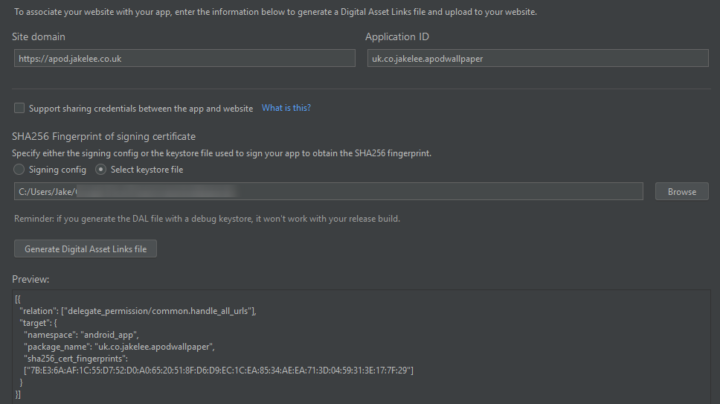 To associate your website with your app, enter the information below to generate a Digital Asset Links file and upload to your website.
Site domain
Application ID
https://apod.jakelee.co.uk
uk.co.jakelee.apodwallpaper
Support sharing credentials between the app and website What is this?
SHA256 Fingerprint of signing certificate
Specify either the signing config or the keystore file used to sign your app to obtain the SHA256 fingerprint.
Signing config
Select keystore file
C:/Users/Jake/
Browse
Reminder: if you generate the DAL file with a debug keystore, it won't work with your release build.
Generate Digital Asset Links file
Preview:
[{
"relation": ["delegate_permission/common.handle_all_urls"],
"target": {
"namespace": "android_app",
"package_name": "uk.co.jakelee.apodwallpaper",
"sha256_cert_fingerprints":
["7B:E3:6A:AF:1C:55:D7:52:D0:A0:65:20:51:8F:D6:D9:EC:1C:EA:85:34:AE:EA:71:3D:04:59:31:3E:17:7F:29"]
}
}]